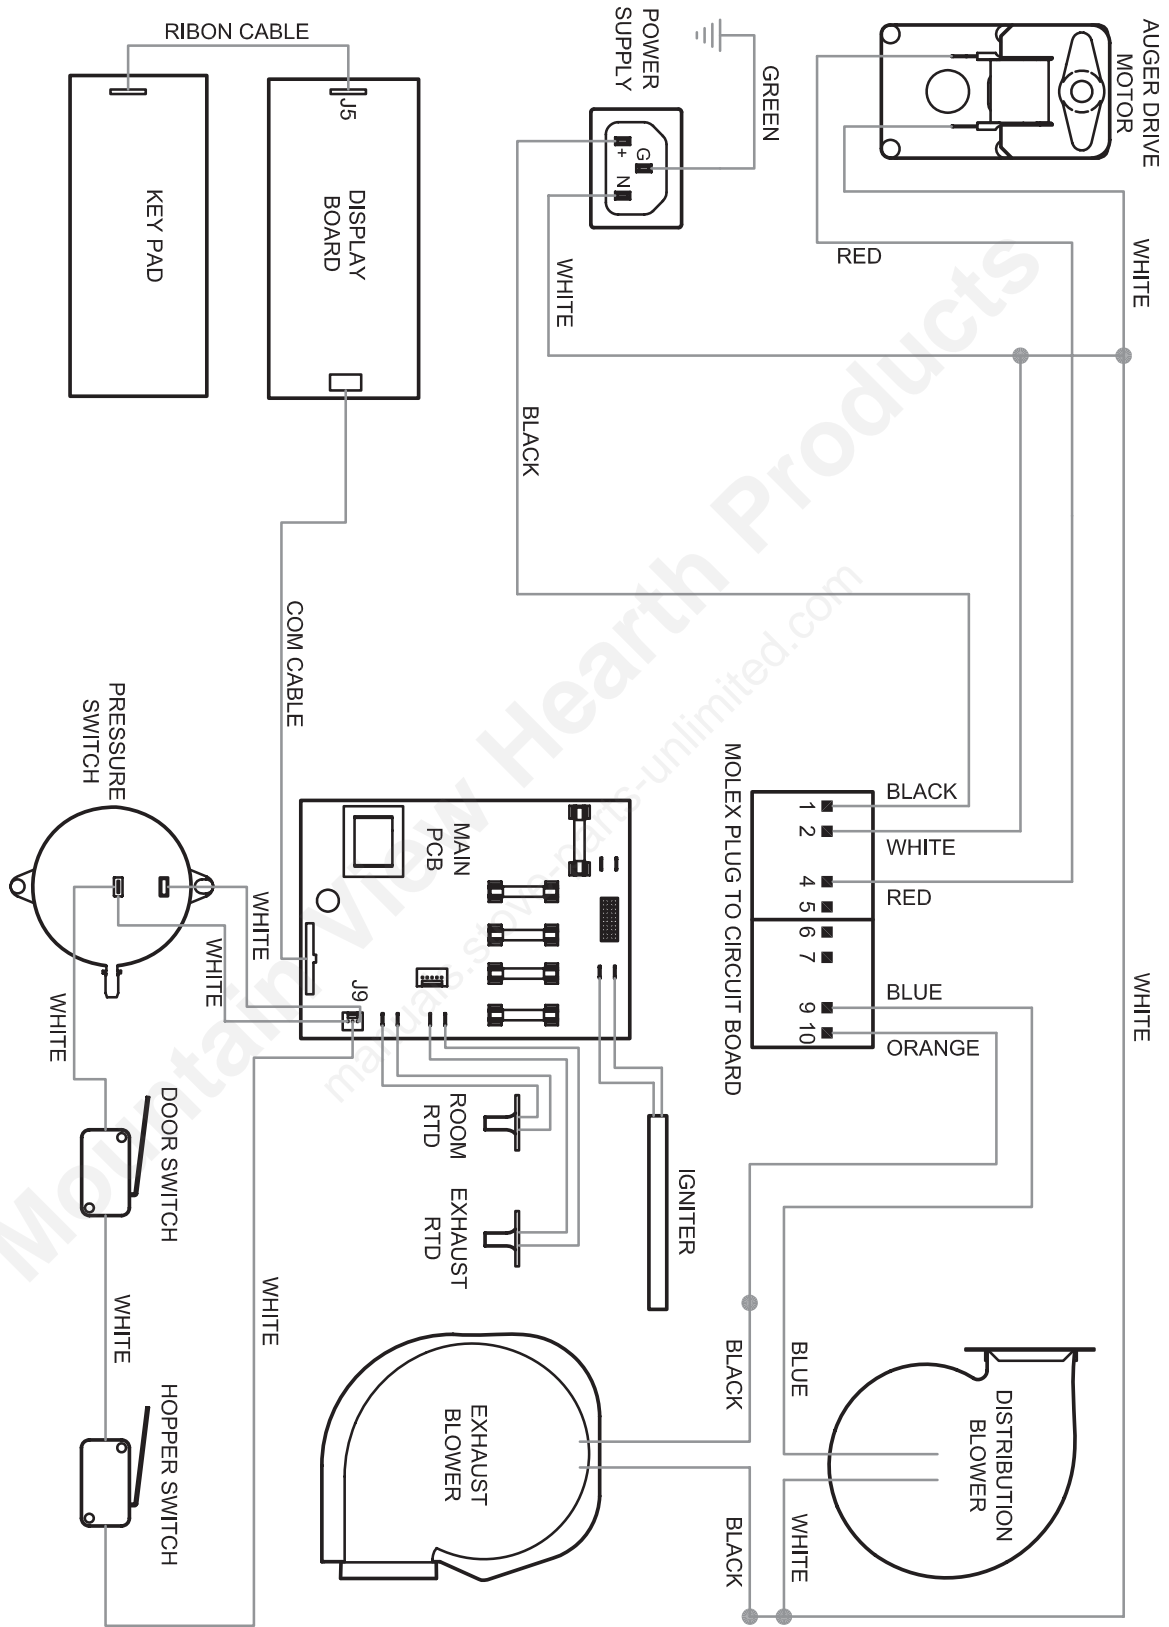 AUGER DRIVE
MOTOR
WHITE
RED
POWER
SUPPLY
GREEN
G
+
N
WHITE
BLACK
RIBON CABLE
J5
DISPLAY
BOARD
KEY PAD
COM CABLE
MOLEX PLUG TO CIRCUIT BOARD
1
2
4
5
6
7
9
10
BLACK
WHITE
RED
BLUE
ORANGE
WHITE
MAIN
PCB
J9
PRESSURE
SWITCH
WHITE
WHITE
WHITE
DOOR SWITCH
WHITE
HOPPER SWITCH
WHITE
ROOM
RTD
EXHAUST
RTD
IGNITER
EXHAUST
BLOWER
BLACK
BLACK
BLUE
WHITE
DISTRIBUTION
BLOWER
Mountain View Hearth Products
manuals.stove-parts-unlimited.com